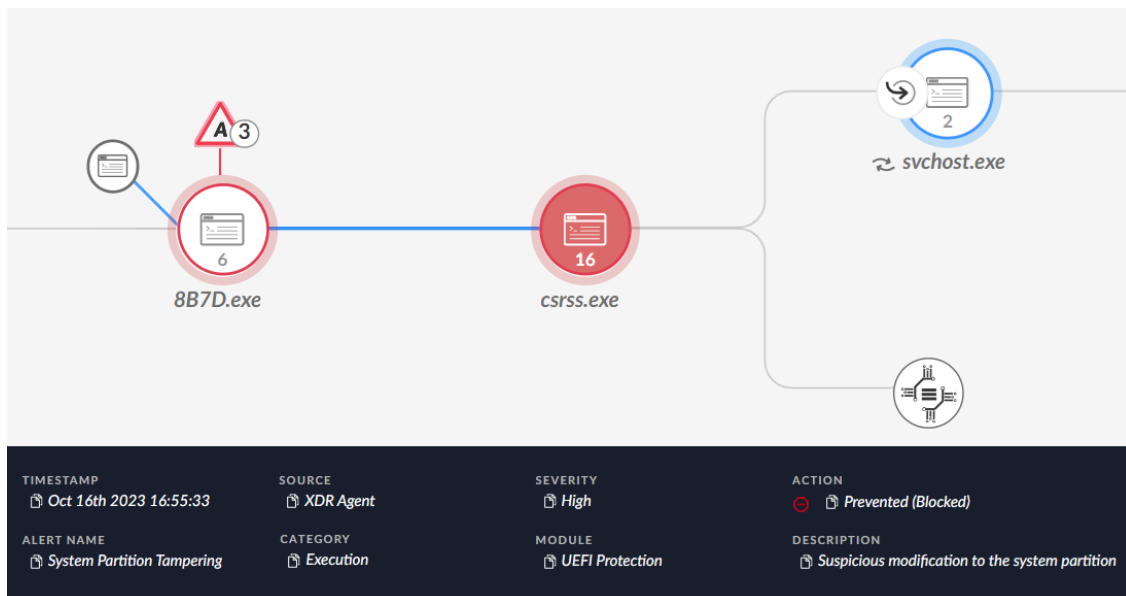 A 3
2
svchost.exe
6
8B7D.exe
16
csrss.exe
TIMESTAMP
Oct 16th 2023 16:55:33
SOURCE
XDR Agent
SEVERITY
High
ACTION
Prevented (Blocked)
ALERT NAME
System Partition Tampering
CATEGORY
Execution
MODULE
UEFI Protection
DESCRIPTION
Suspicious modification to the system partition